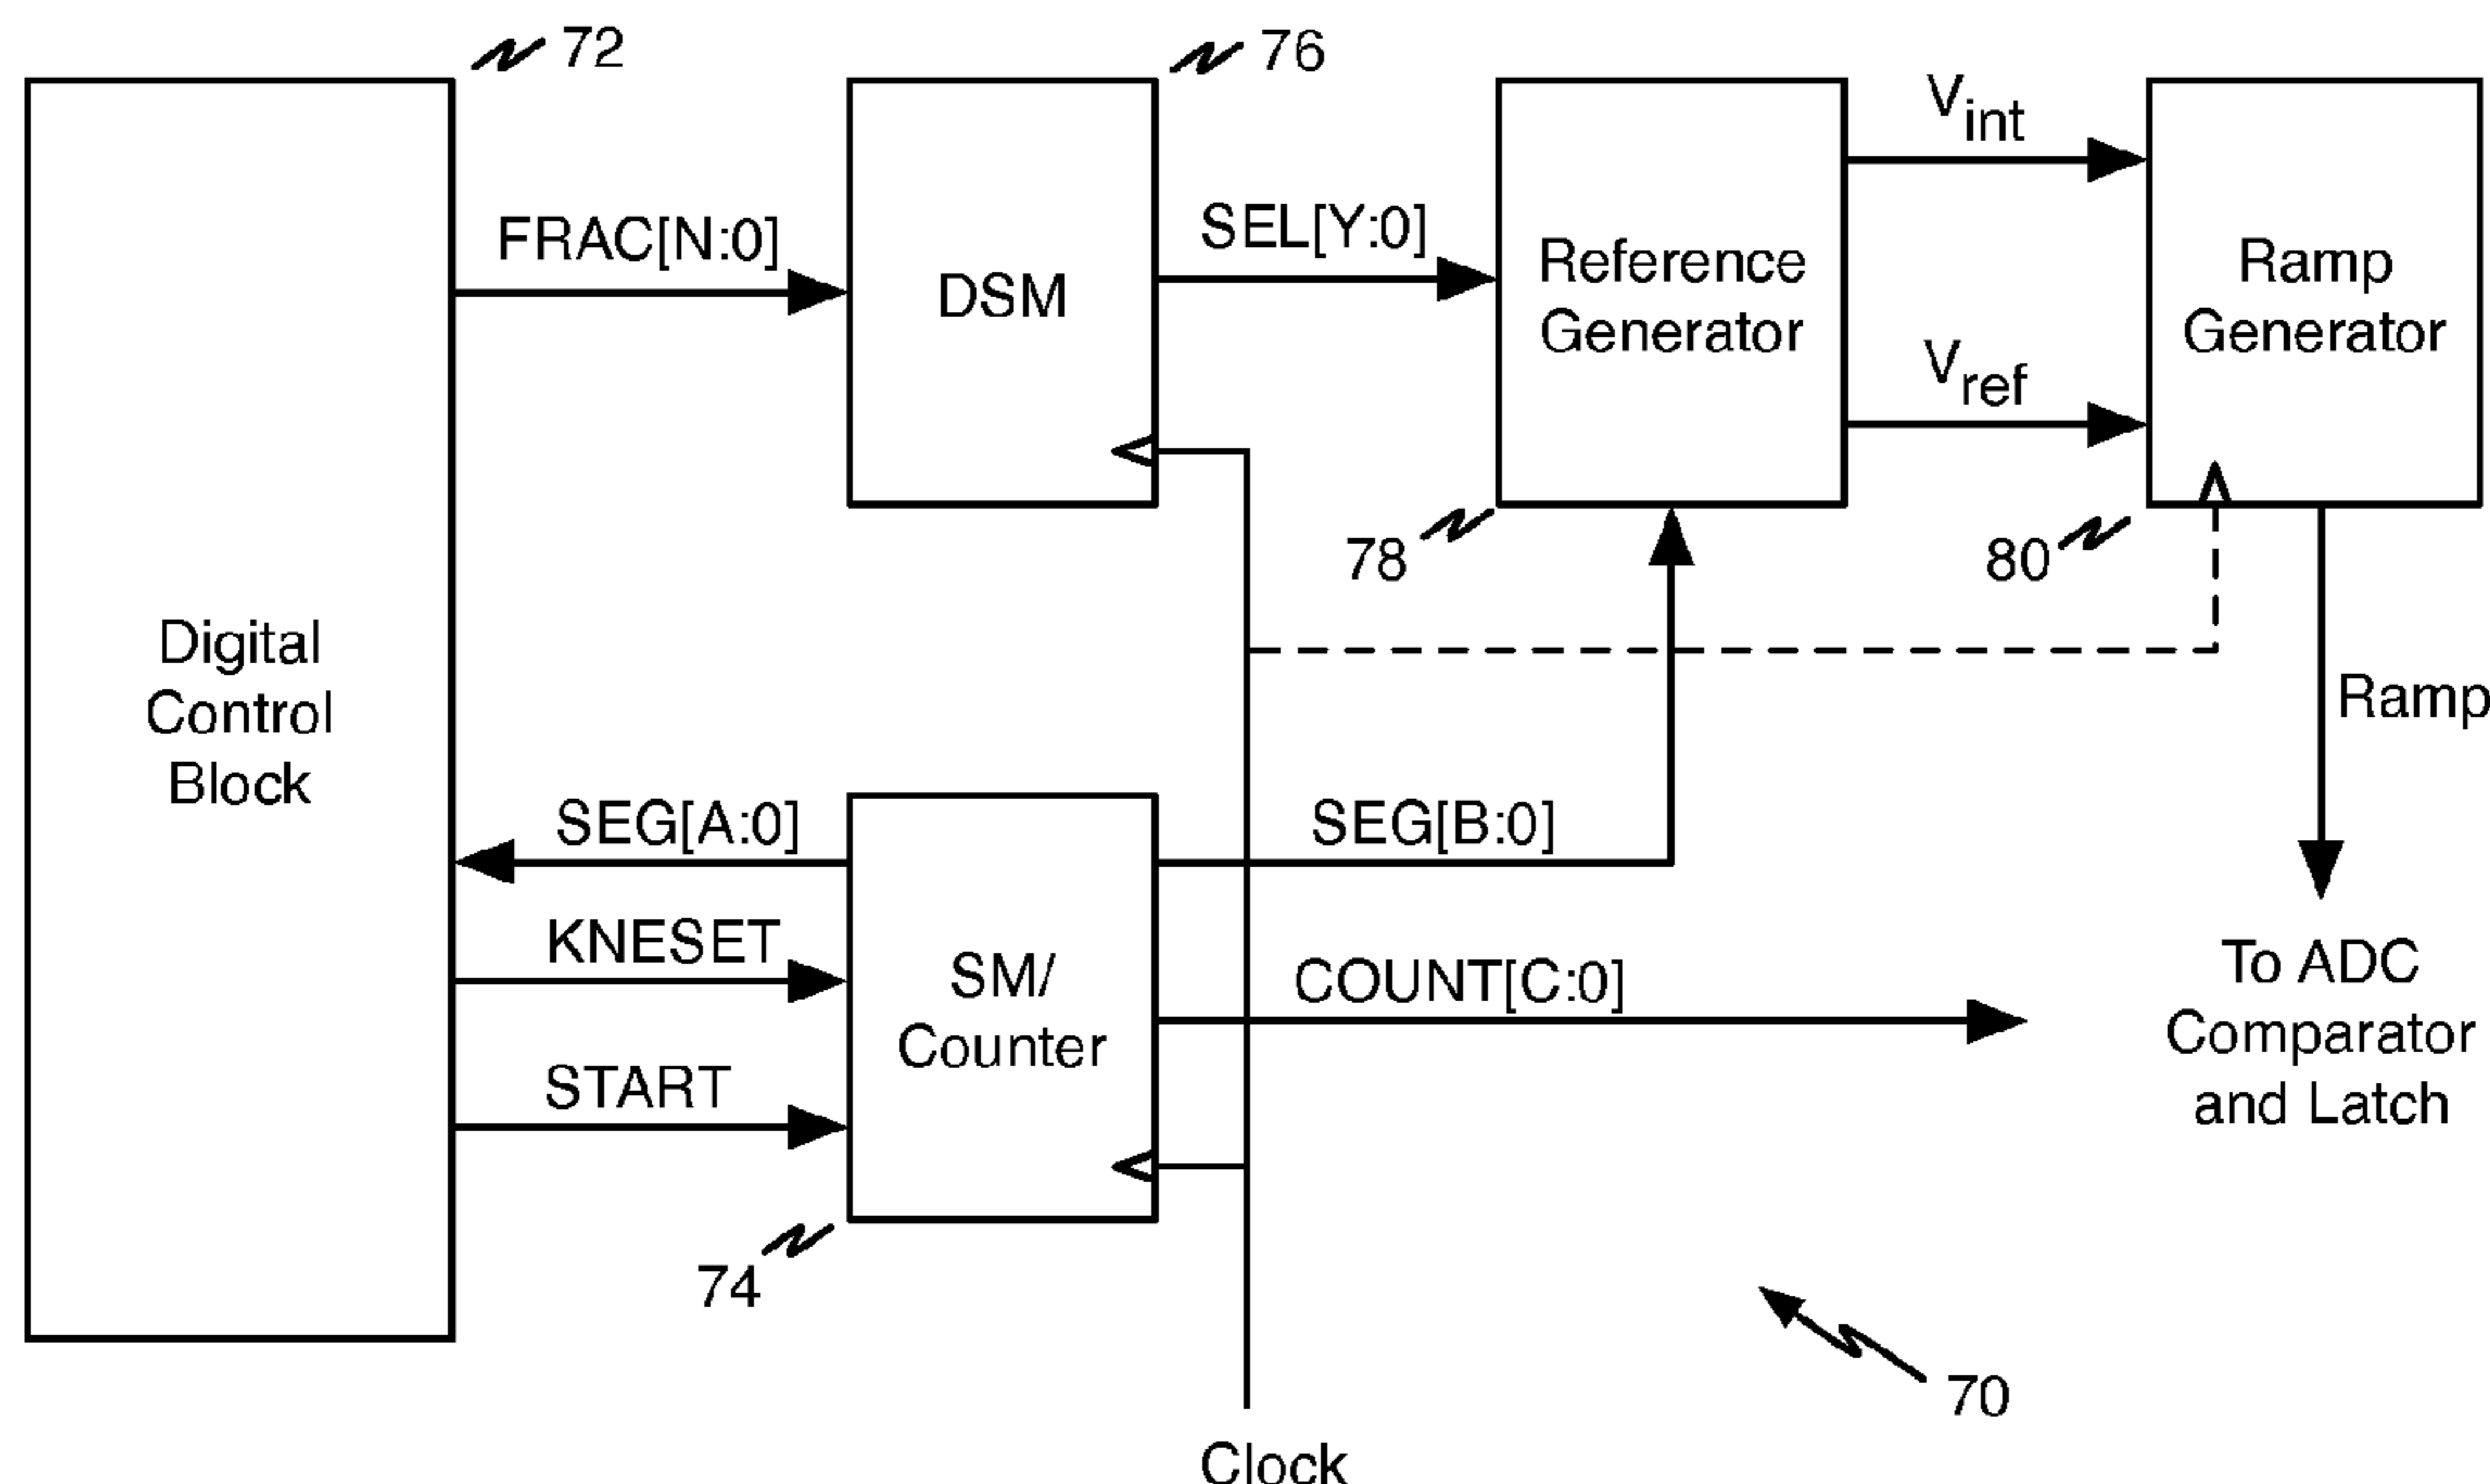 72
76
Vint
FRAC[N:0]
SEL[Y:0]
DSM
Reference
Generator
Ramp
Generator
Vref
78
80
Digital
Control
Block
Ramp
SEG[A:0]
SEG[B:0]
KNESET
SM/
Counter
COUNT[C:0]
START
To ADC
Comparator
and Latch
74
70
Clock